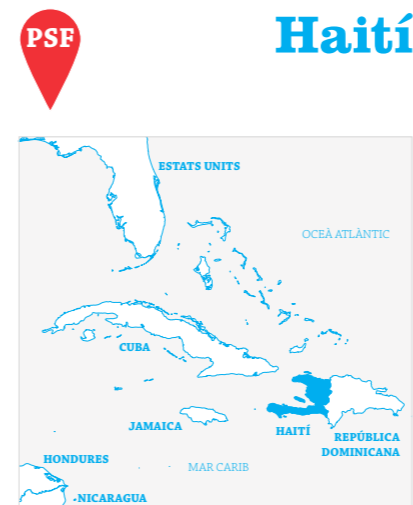 PSF
Haití
ESTATS UNITS
OCEÀ ATLÀNTIC
CUBA
JAMAICA
HAITÍ
REPÚBLICA
DOMINICANA
HONDURES
MAR CARIB
NICARAGUA